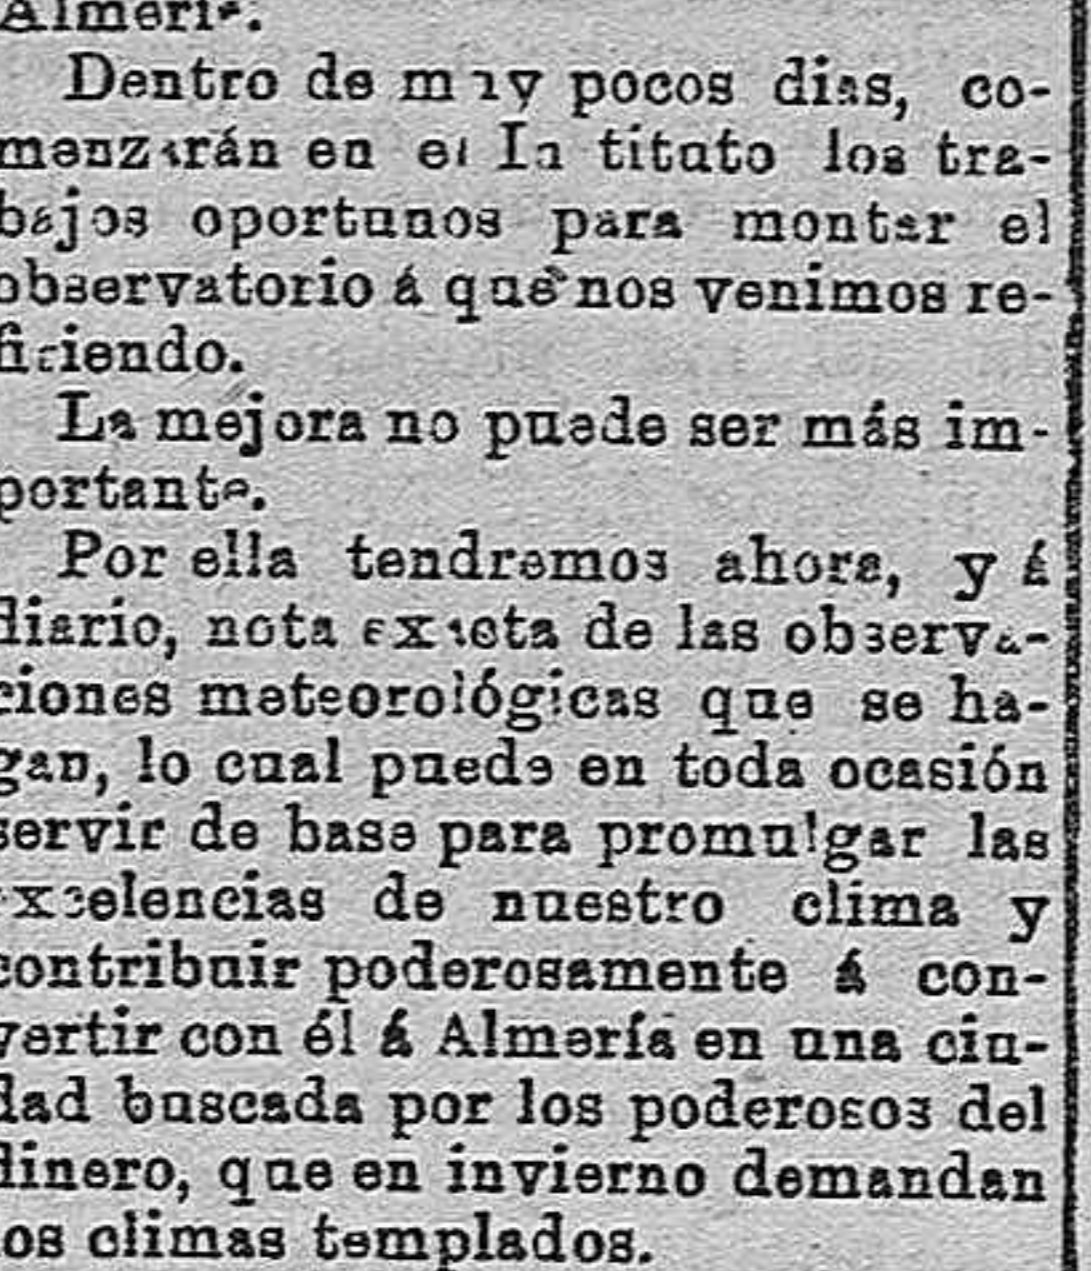 Almería.
Dentro de muy pocos dias, co-
menzarán en el Instituto los tra-
bajos oportunos para montar el
observatorio á que nos venimos re-
firiendo.
La mejora no puede ser más im-
portante.
Por ella tendremos ahora, y á
diario, nota exacta de las observa-
ciones meteorológicas que se ha-
gan, lo cual puede en toda ocasión
servir de base para promulgar las
excelencias de nuestro clima y
contribuir poderosamente á con-
vertir con él á Almería en una ciu-
dad buscada por los poderosos del
dinero, que en invierno demandan
los climas templados.